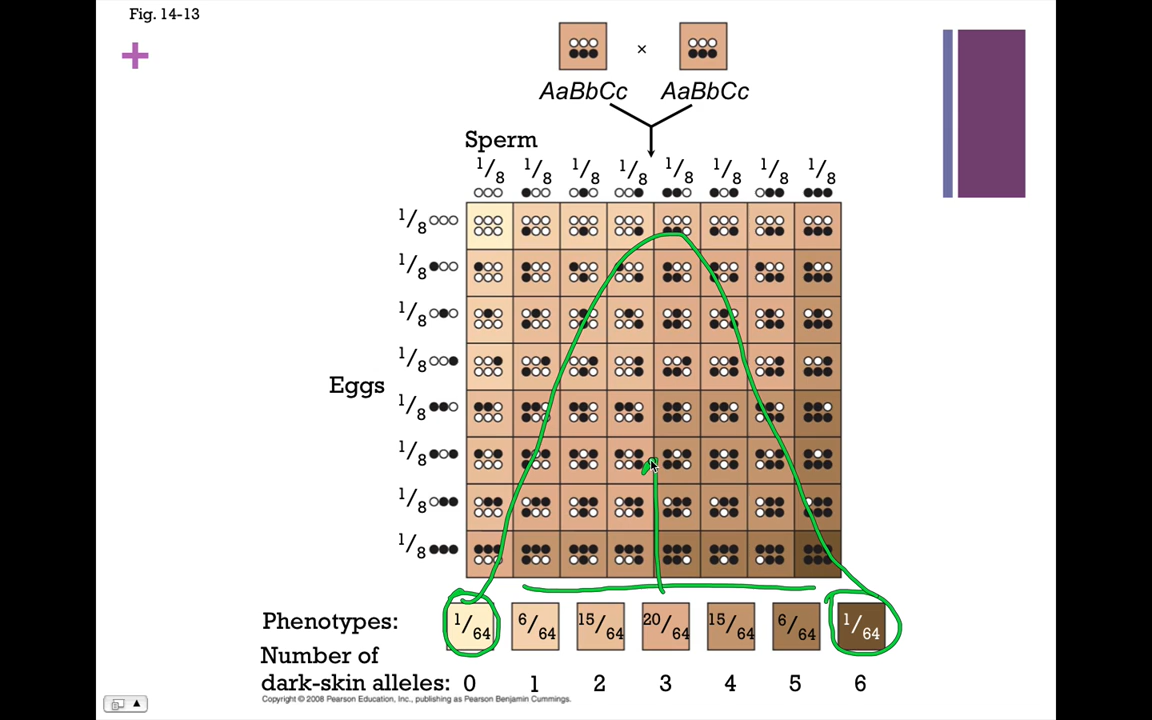 Fig. 14-13
×
AaBbCc AaBbCc
Sperm
1/8 1/8 1/8 1/8 1/8 1/8 1/8 1/8
1/8
1/8
1/8
1/8
Eggs
1/8
1/8
1/8
1/8
Phenotypes: 1/64 6/64 15/64 20/64 15/64 6/64 1/64
Number of
dark-skin alleles: 0 1 2 3 4 5 6
Copyright © 2008 Pearson Education, Inc., publishing as Pearson Benjamin Cummings.